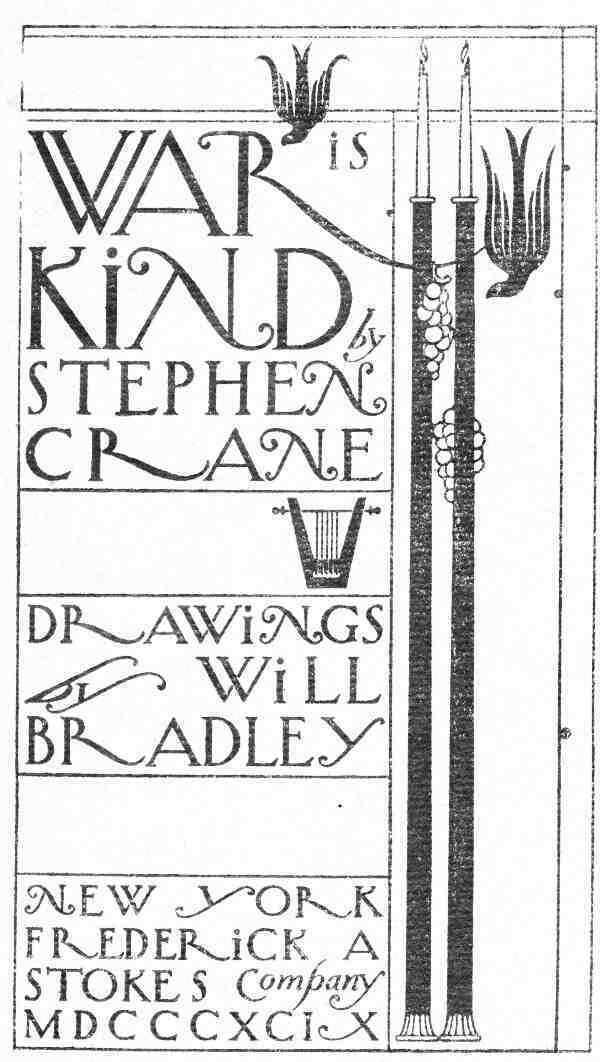 WAR is
KiND by
STEPHEN
CRANE
DRAWiNGS
by WiLL
BRADLEY
NEW YORK
FREDERiCK A
STOKES Company
MDCCCXCIX